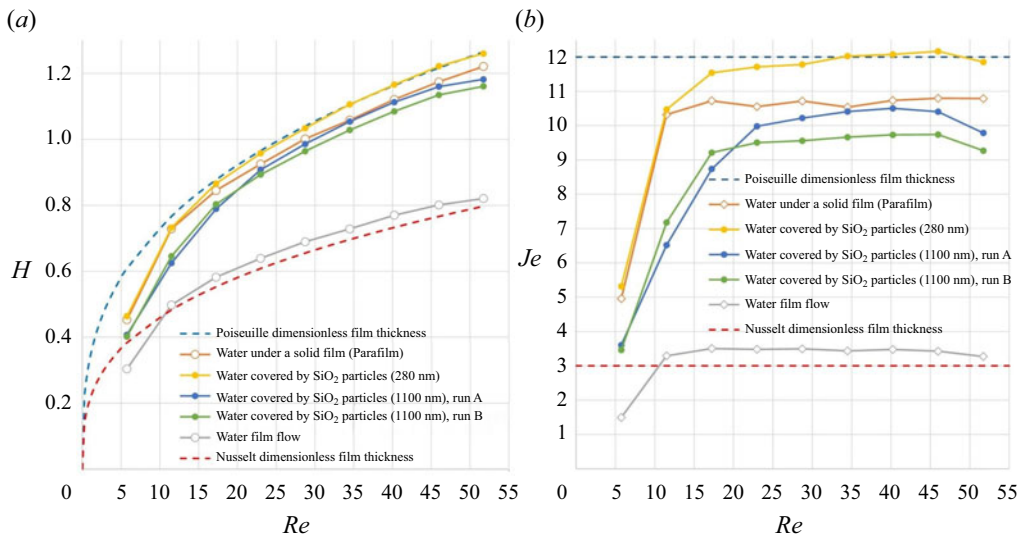 (a)
H
1.2
1.0
0.8
0.6
0.4
0.2
Poiseuille dimensionless film thickness
Water under a solid film (Parafilm)
Water covered by SiO₂ particles (280 nm)
Water covered by SiO₂ particles (1100 nm), run A
Water covered by SiO₂ particles (1100 nm), run B
Water film flow
Nusselt dimensionless film thickness
0 5 10 15 20 25 30 35 40 45 50 55
Re
(b)
Je
12
11
10
9
8
7
6
5
4
3
2
1
Poiseuille dimensionless film thickness
Water under a solid film (Parafilm)
Water covered by SiO₂ particles (280 nm)
Water covered by SiO₂ particles (1100 nm), run A
Water covered by SiO₂ particles (1100 nm), run B
Water film flow
Nusselt dimensionless film thickness
0 5 10 15 20 25 30 35 40 45 50 55
Re